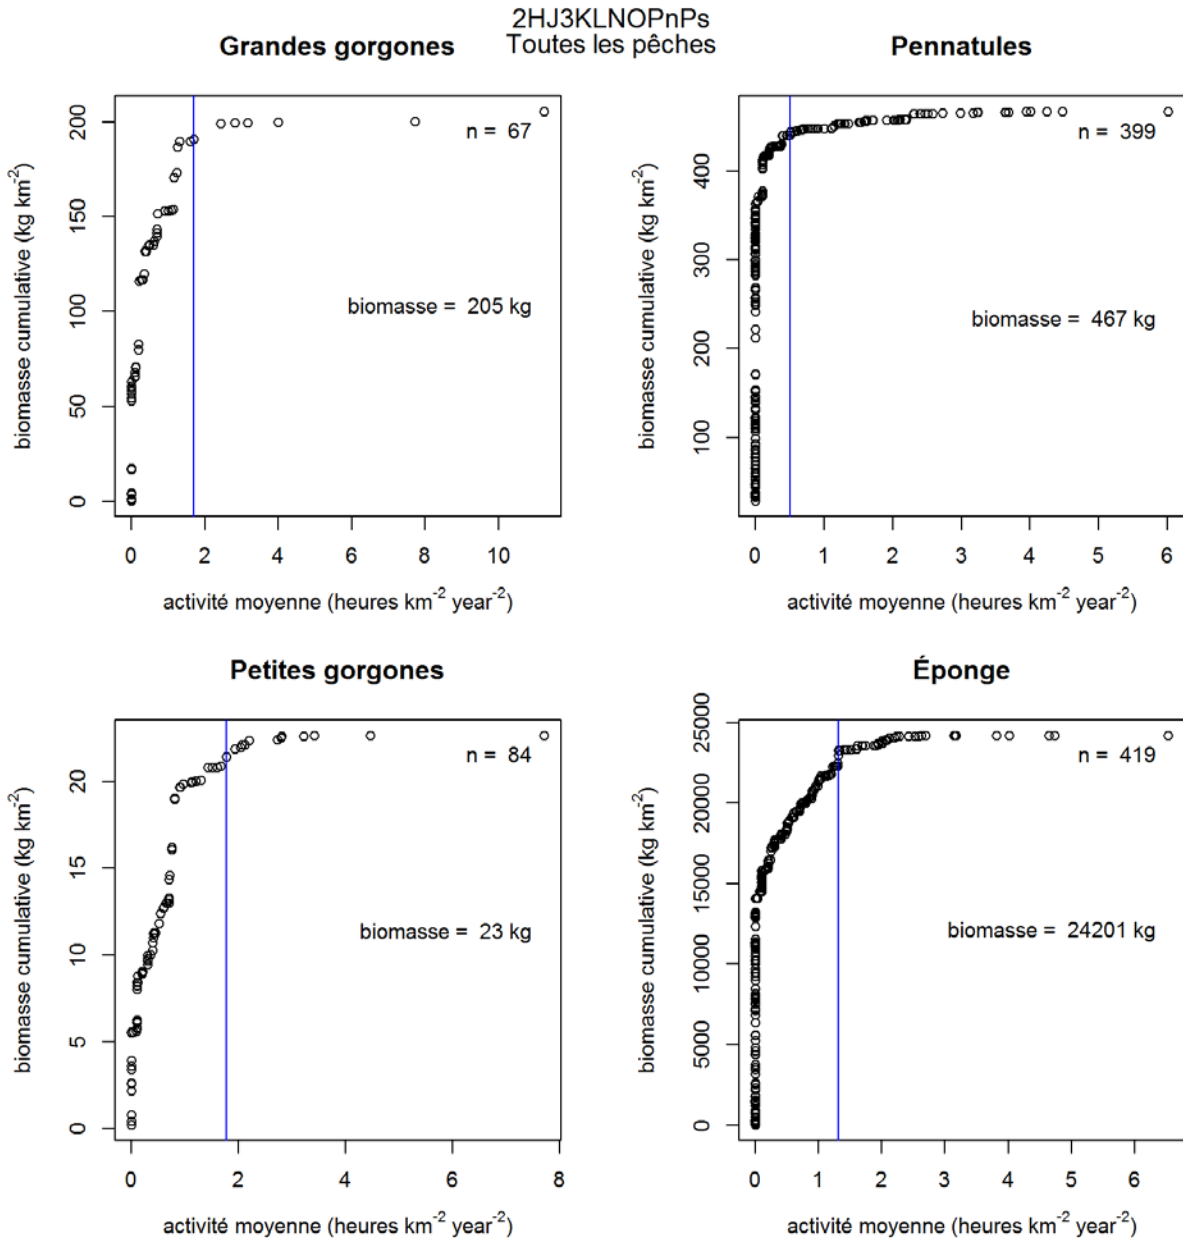 2HJ3KLNOPnPs
Toutes les pêches
Grandes gorgones
biomasse cumulative (kg km⁻²)
200
150
100
50
0
n = 67
biomasse = 205 kg
0 2 4 6 8 10
activité moyenne (heures km⁻² year⁻²)
Pennatules
biomasse cumulative (kg km⁻²)
400
300
200
100
n = 399
biomasse = 467 kg
0 1 2 3 4 5 6
activité moyenne (heures km⁻² year⁻²)
Petites gorgones
biomasse cumulative (kg km⁻²)
20
15
10
5
0
n = 84
biomasse = 23 kg
0 2 4 6 8
activité moyenne (heures km⁻² year⁻²)
Éponge
biomasse cumulative (kg km⁻²)
25000
20000
15000
10000
5000
0
n = 419
biomasse = 24201 kg
0 1 2 3 4 5 6
activité moyenne (heures km⁻² year⁻²)